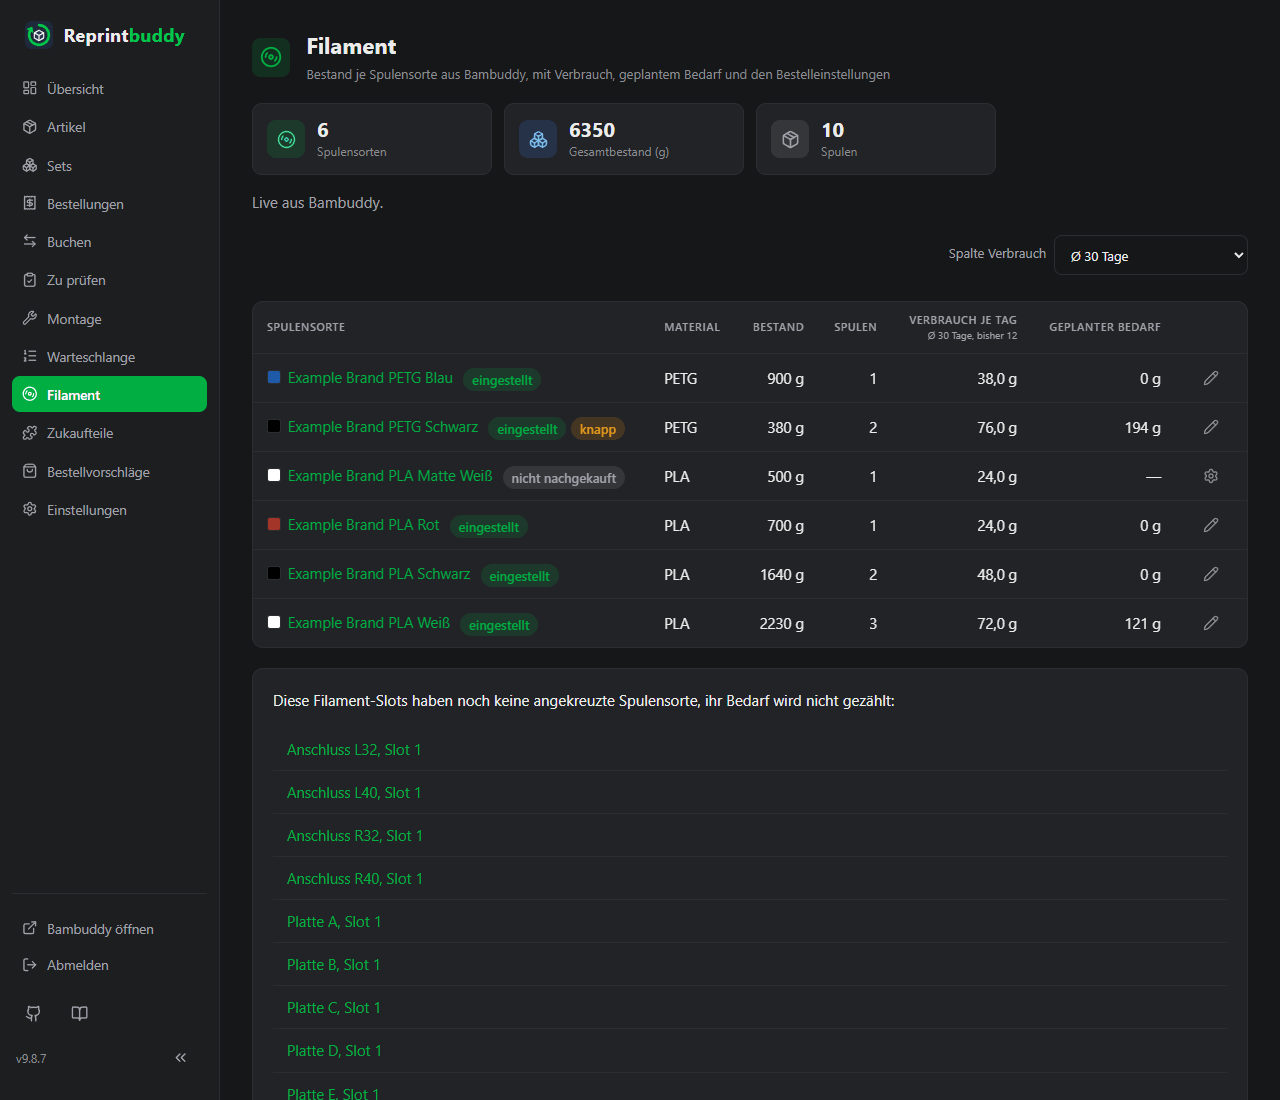 Reprintbuddy
Übersicht
Artikel
Sets
Bestellungen
Buchen
Zu prüfen
Montage
Warteschlange
Filament
Zukaufteile
Bestellvorschläge
Einstellungen
Bambuddy öffnen
Abmelden
v9.8.7
Filament
Bestand je Spulensorte aus Bambuddy, mit Verbrauch, geplantem Bedarf und den Bestelleinstellungen
6
Spulensorten
6350
Gesamtbestand (g)
10
Spulen
Live aus Bambuddy.
Spalte Verbrauch Ø 30 Tage
SPULENSORTE MATERIAL BESTAND SPULEN VERBRAUCH JE TAG GEPLANTER BEDARF
Ø 30 Tage, bisher 12
Example Brand PETG Blau eingestellt PETG 900 g 1 38,0 g 0 g
Example Brand PETG Schwarz eingestellt knapp PETG 380 g 2 76,0 g 194 g
Example Brand PLA Matte Weiß nicht nachgekauft PLA 500 g 1 24,0 g —
Example Brand PLA Rot eingestellt PLA 700 g 1 24,0 g 0 g
Example Brand PLA Schwarz eingestellt PLA 1640 g 2 48,0 g 0 g
Example Brand PLA Weiß eingestellt PLA 2230 g 3 72,0 g 121 g
Diese Filament-Slots haben noch keine angekreuzte Spulensorte, ihr Bedarf wird nicht gezählt:
Anschluss L32, Slot 1
Anschluss L40, Slot 1
Anschluss R32, Slot 1
Anschluss R40, Slot 1
Platte A, Slot 1
Platte B, Slot 1
Platte C, Slot 1
Platte D, Slot 1
Platte E, Slot 1